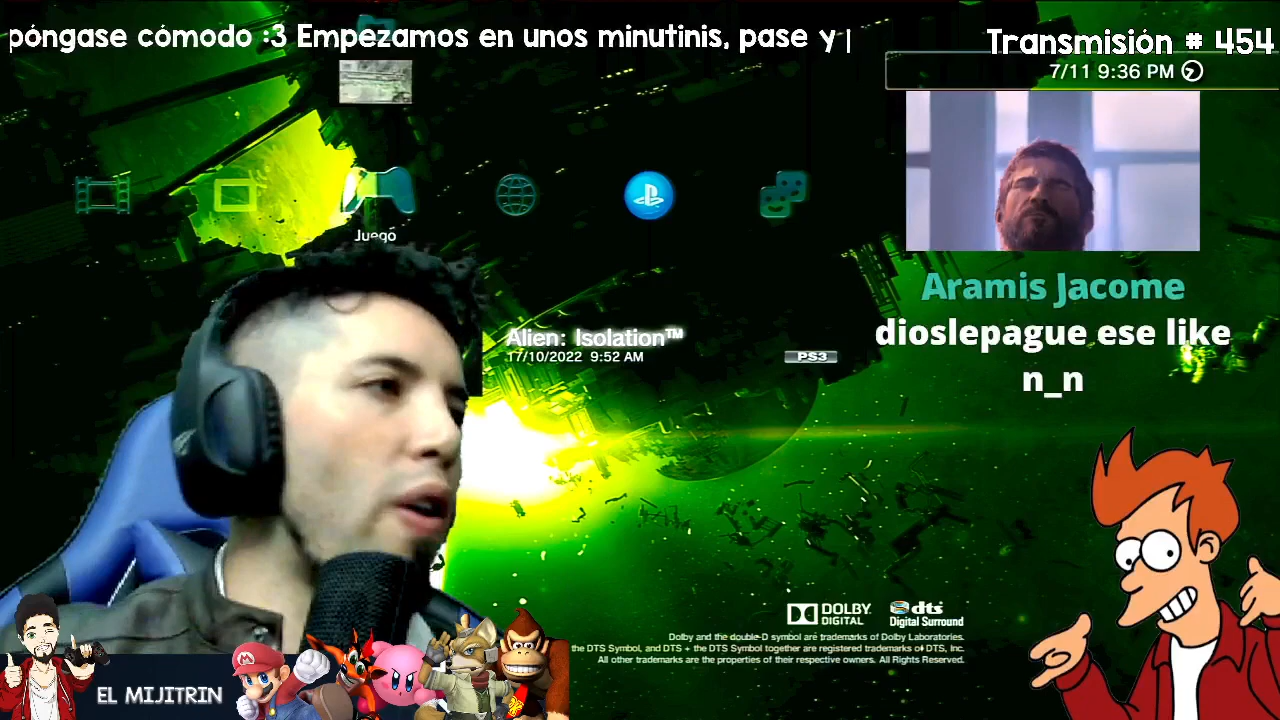 póngase cómodo :3 Empezamos en unos minutinis, pase y
Transmisión # 454
7/11 9:36 PM
Juego
Alien: Isolation™
17/10/2022 9:52 AM
PS3
Aramis Jacome
dioslepague ese like
n_n
DOLBY
DIGITAL
dts
Digital Surround
Dolby and the double-D symbol are trademarks of Dolby Laboratories.
the DTS Symbol, and DTS + the DTS Symbol together are registered trademarks of DTS, Inc.
All other trademarks are the properties of their respective owners. All Rights Reserved.
EL MIJITRIN